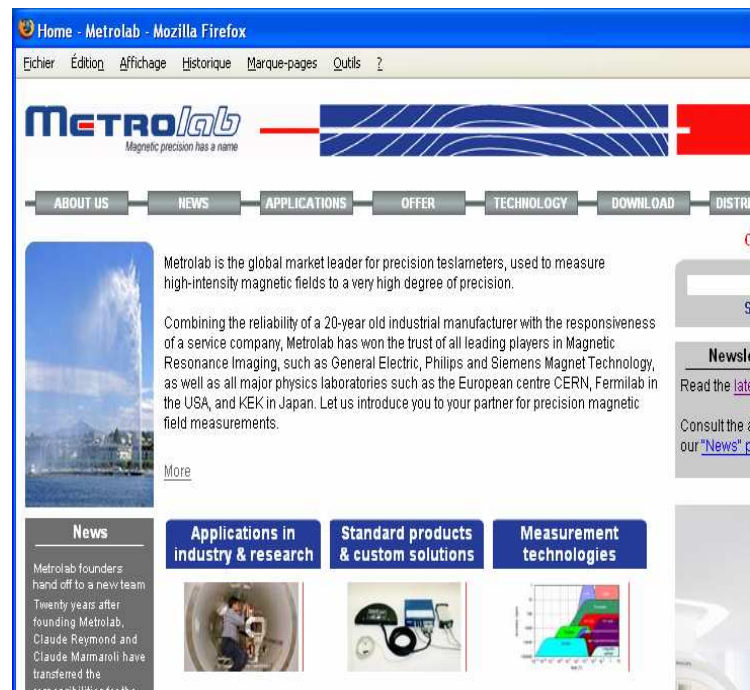 Home - Metrolab - Mozilla Firefox
Fichier Édition Affichage Historique Marque-pages Outils ?
METROlab
Magnetic precision has a name
ABOUT US NEWS APPLICATIONS OFFER TECHNOLOGY DOWNLOAD DISTR
Metrolab is the global market leader for precision teslameters, used to measure
high-intensity magnetic fields to a very high degree of precision.
Combining the reliability of a 20-year old industrial manufacturer with the responsiveness
of a service company, Metrolab has won the trust of all leading players in Magnetic
Resonance Imaging, such as General Electric, Philips and Siemens Magnet Technology,
as well as all major physics laboratories such as the European centre CERN, Fermilab in
the USA, and KEK in Japan. Let us introduce you to your partner for precision magnetic
field measurements.
More
Newsl
Read the late
Consult the a
our "News" p
News
Metrolab founders
hand off to a new team
Twenty years after
founding Metrolab,
Claude Reymond and
Claude Marmaroli have
transferred the
Applications in
industry & research
Standard products
& custom solutions
Measurement
technologies